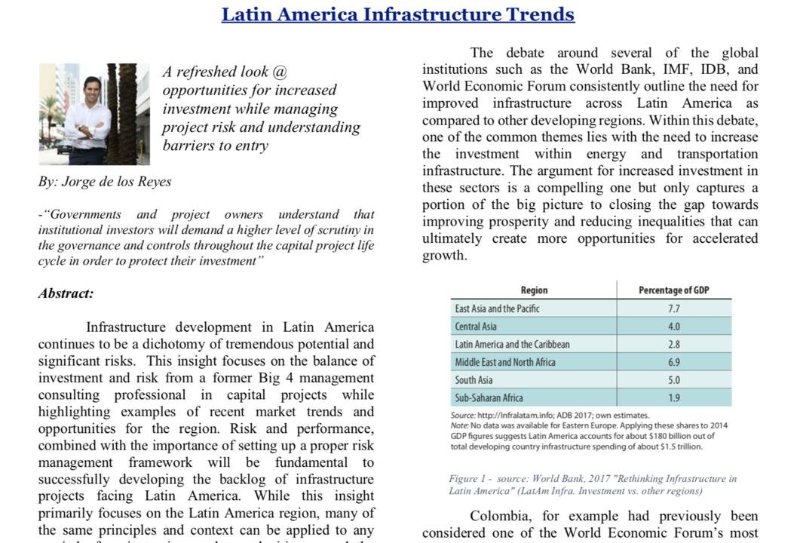 Latin America Infrastructure Trends
A refreshed look @
opportunities for increased
investment while managing
project risk and understanding
barriers to entry
By: Jorge de los Reyes
-“Governments and project owners understand that
institutional investors will demand a higher level of scrutiny in
the governance and controls throughout the capital project life
cycle in order to protect their investment”
Abstract:
Infrastructure development in Latin America
continues to be a dichotomy of tremendous potential and
significant risks. This insight focuses on the balance of
investment and risk from a former Big 4 management
consulting professional in capital projects while
highlighting examples of recent market trends and
opportunities for the region. Risk and performance,
combined with the importance of setting up a proper risk
management framework will be fundamental to
successfully developing the backlog of infrastructure
projects facing Latin America. While this insight
primarily focuses on the Latin America region, many of
the same principles and context can be applied to any
The debate around several of the global
institutions such as the World Bank, IMF, IDB, and
World Economic Forum consistently outline the need for
improved infrastructure across Latin America as
compared to other developing regions. Within this debate,
one of the common themes lies with the need to increase
the investment within energy and transportation
infrastructure. The argument for increased investment in
these sectors is a compelling one but only captures a
portion of the big picture to closing the gap towards
improving prosperity and reducing inequalities that can
ultimately create more opportunities for accelerated
growth.
Region Percentage of GDP
East Asia and the Pacific 7.7
Central Asia 4.0
Latin America and the Caribbean 2.8
Middle East and North Africa 6.9
South Asia 5.0
Sub-Saharan Africa 1.9
Source: http://Infralatam.info; ADB 2017; own estimates.
Note: No data was available for Eastern Europe. Applying these shares to 2014
GDP figures suggests Latin America accounts for about $180 billion out of
total developing country infrastructure spending of about $1.5 trillion.
Figure 1 - source: World Bank, 2017 "Rethinking Infrastructure in
Latin America" (LatAm Infra. Investment vs. other regions)
Colombia, for example had previously been
considered one of the World Economic Forum’s most